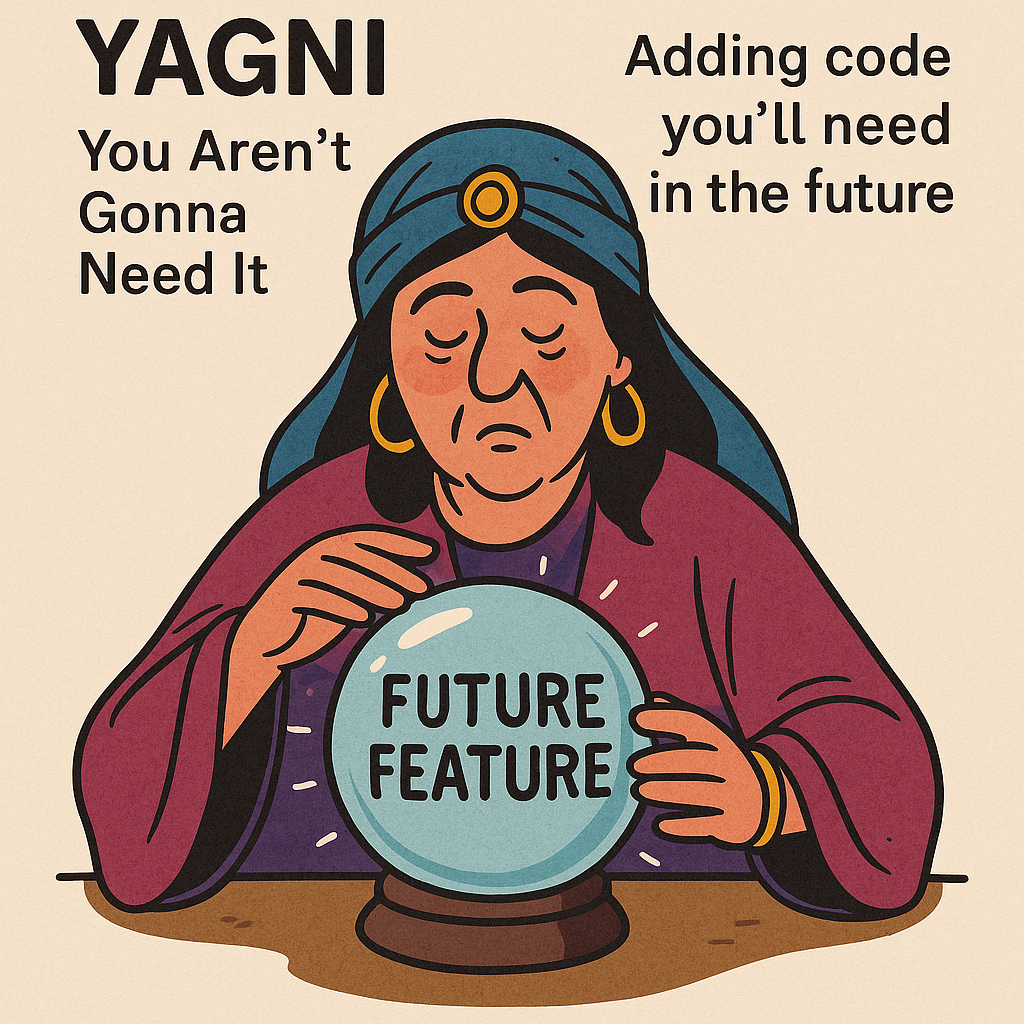 YAGNI
You Aren’t
Gonna
Need It
Adding code
you’ll need
in the future
FUTURE
FEATURE